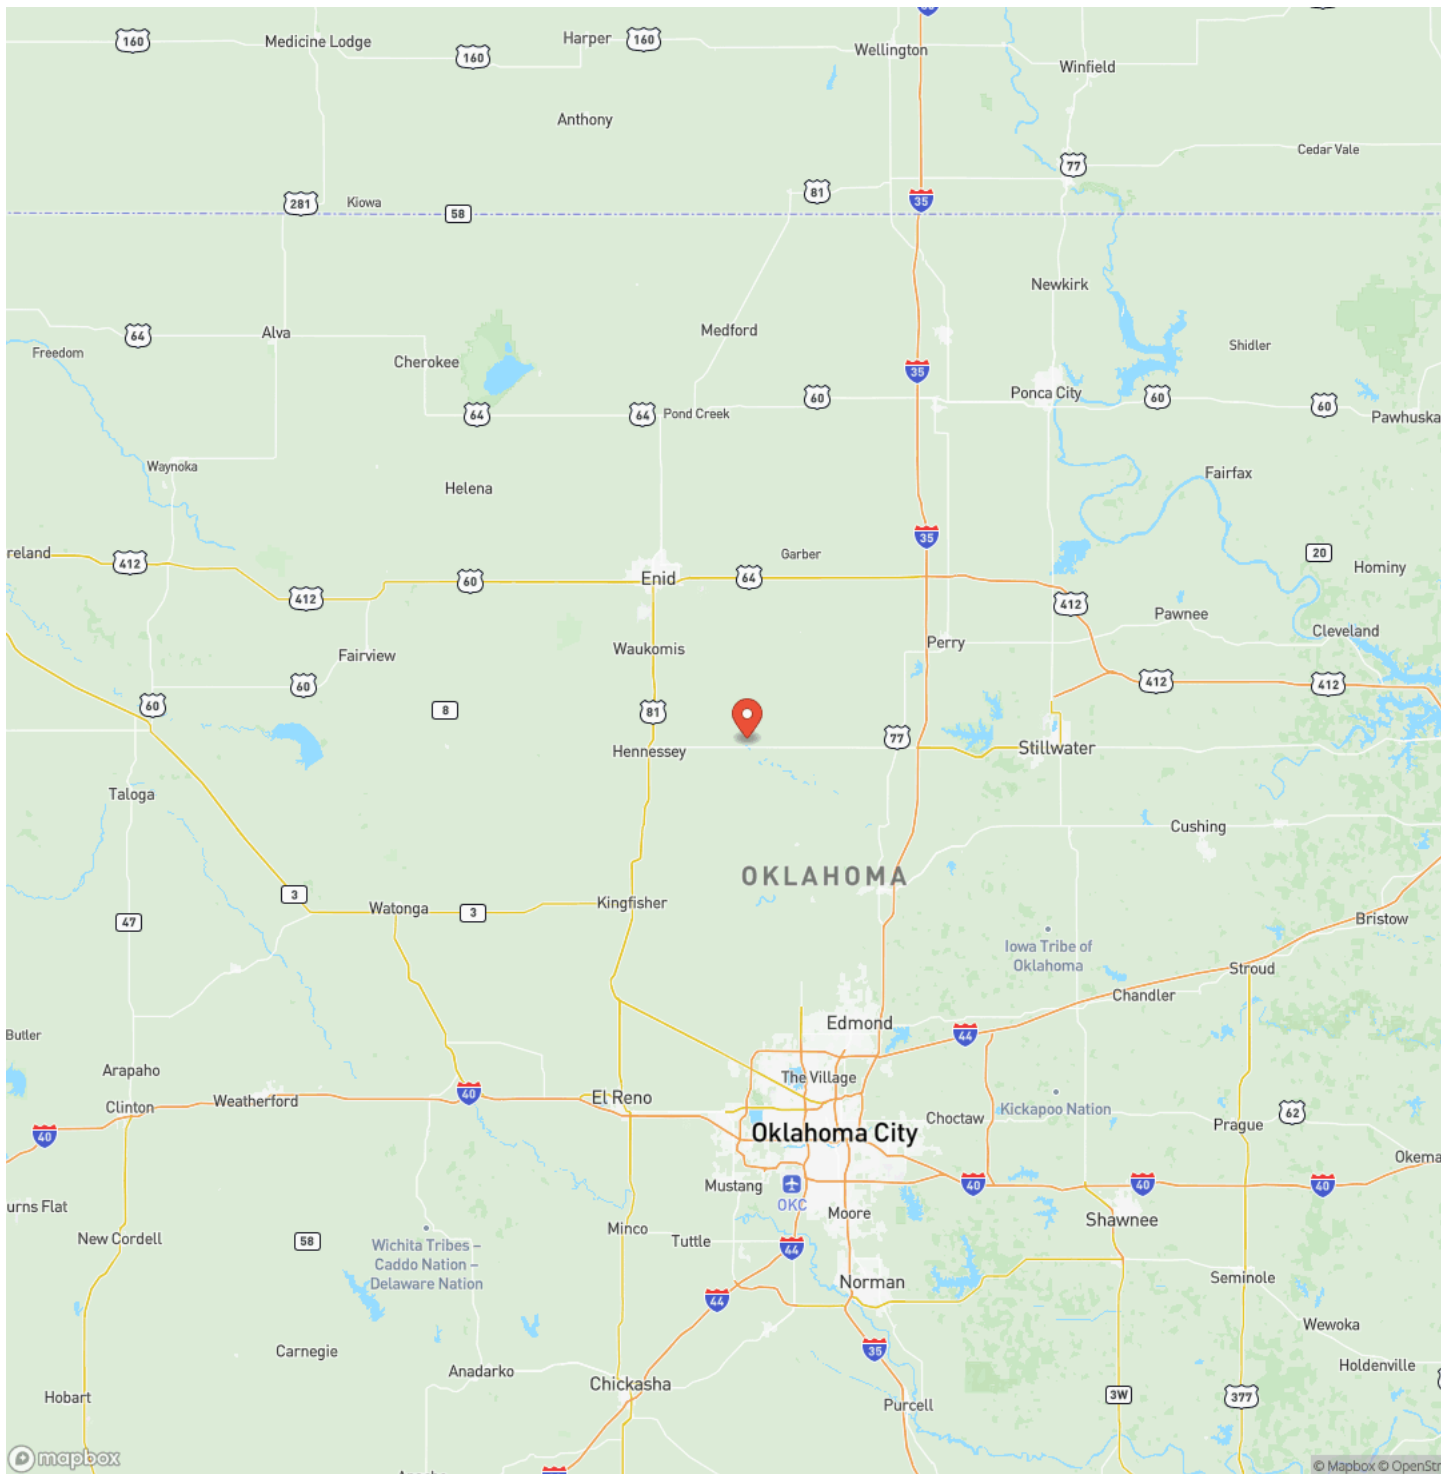 35
160
Medicine Lodge
160
Harper
160
Wellington
Winfield
Anthony
Cedar Vale
77
81
35
281
Kiowa
58
Newkirk
64
Alva
Medford
Freedom
Cherokee
Shidler
35
60
Ponca City
60
60
64
64
Pond Creek
Pawhuska
Waynoka
Helena
Fairfax
35
reland
412
Garber
20
Hominy
60
Enid
64
412
412
Pawnee
Cleveland
Waukomis
Perry
Fairview
60
60
412
412
8
81
77
Hennessey
Stillwater
Taloga
Cushing
OKLAHOMA
3
Watonga
3
Kingfisher
47
Bristow
Iowa Tribe of
Oklahoma
Stroud
Chandler
Edmond
44
Butler
Arapaho
The Village
40
El Reno
Weatherford
Clinton
Kickapoo Nation
Choctaw
62
Prague
40
Oklahoma City
Okema
Mustang
OKC
40
40
40
urns Flat
Moore
Shawnee
Minco
New Cordell
58
Tuttle
Wichita Tribes –
Caddo Nation –
Delaware Nation
44
Norman
Seminole
44
Wewoka
Carnegie
35
Anadarko
Holdenville
Chickasha
Hobart
3W
377
Purcell
mapbox
© Mapbox © OpenStr